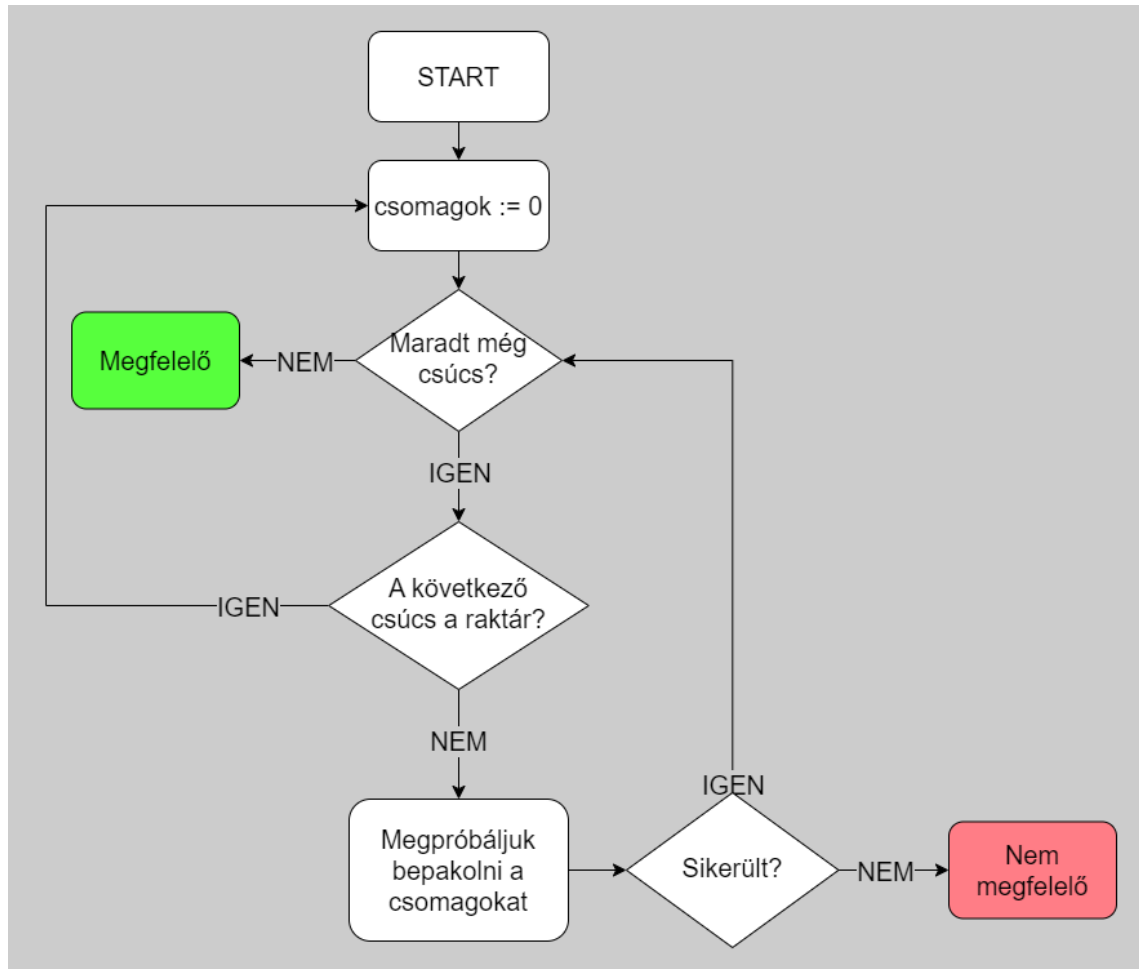 START
csomagok := 0
Maradt még
csúcs?
NEM
Megfelelő
IGEN
A következő
csúcs a raktár?
IGEN
NEM
Megpróbáljuk
bepakolni a
csomagokat
IGEN
Sikerült?
NEM
Nem
megfelelő